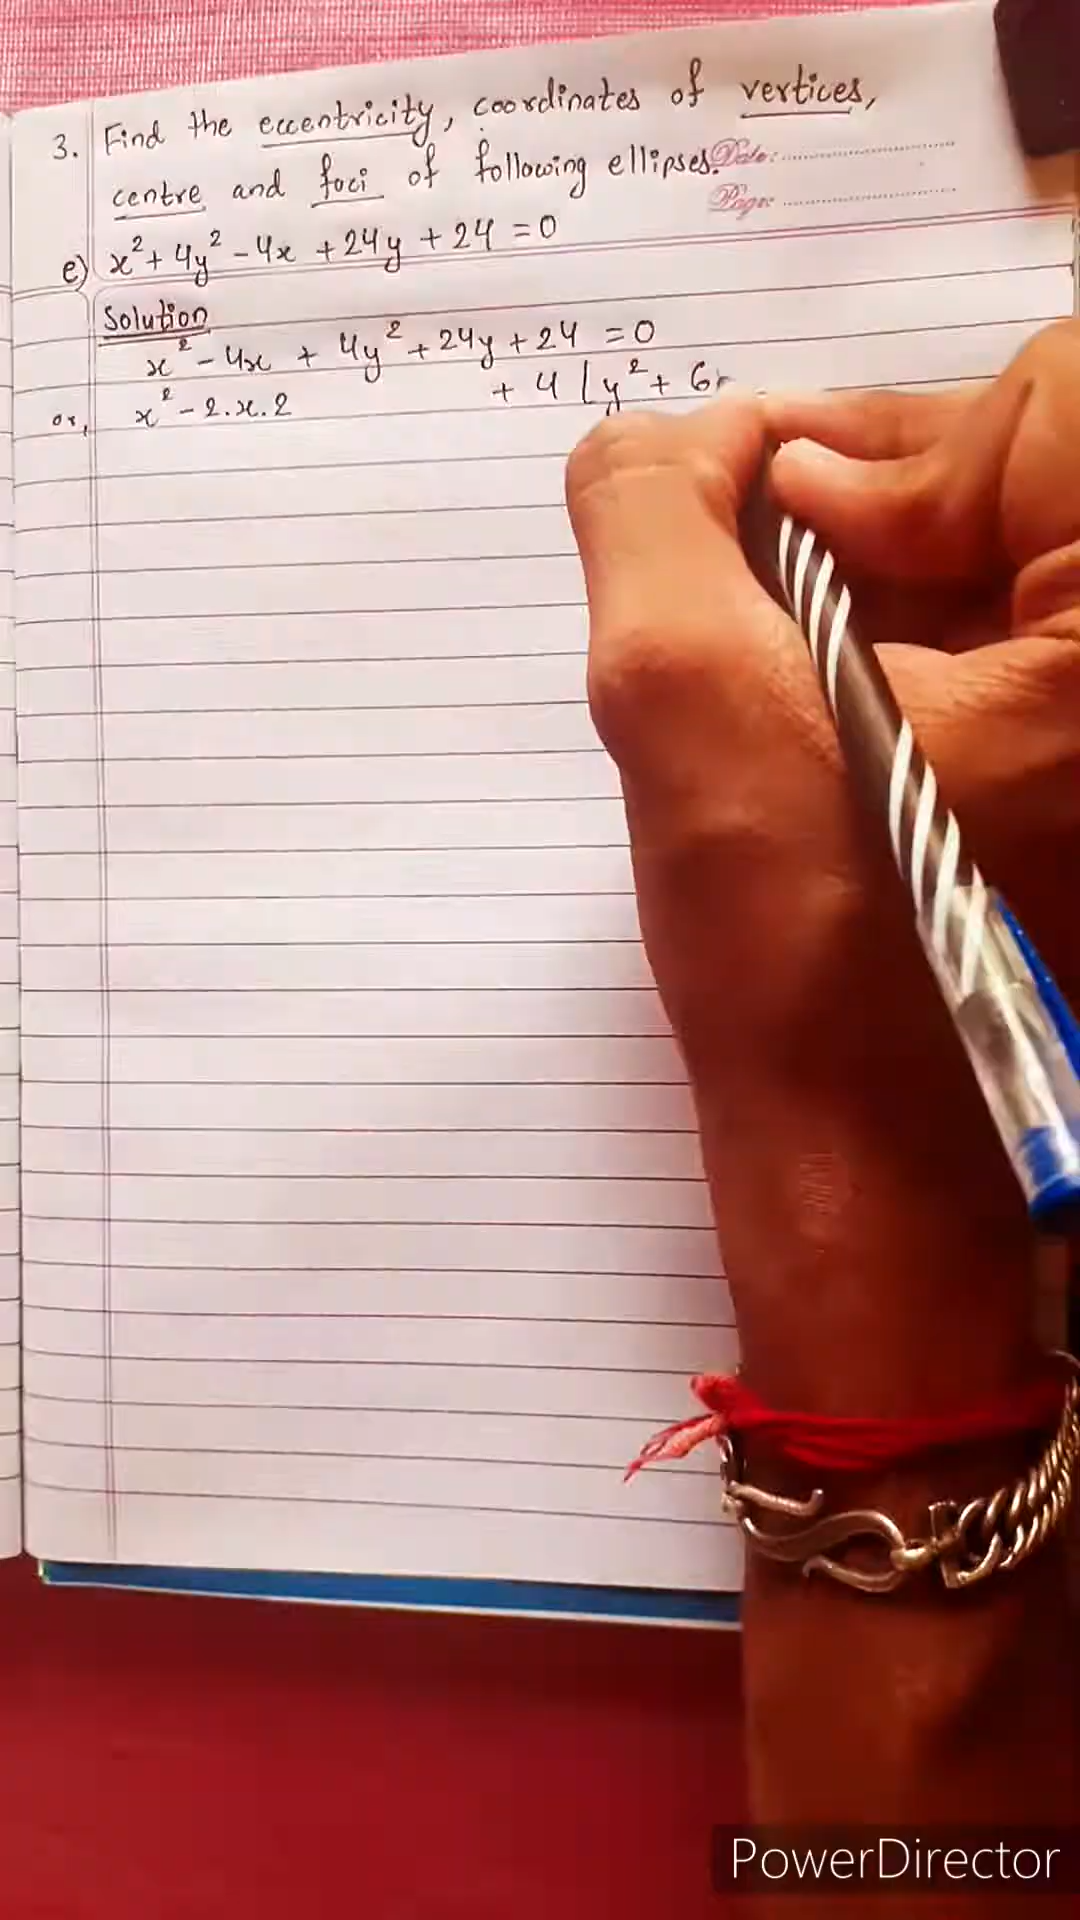 3. Find the eccentricity, coordinates of vertices,
centre and foci of following ellipses.
Date:
Page:
e) x² + 4y² - 4x + 24y + 24 = 0
Solution
x² - 4x + 4y² + 24y + 24 = 0
or, x² - 2.x.2 + 4 [y² + 6
PowerDirector